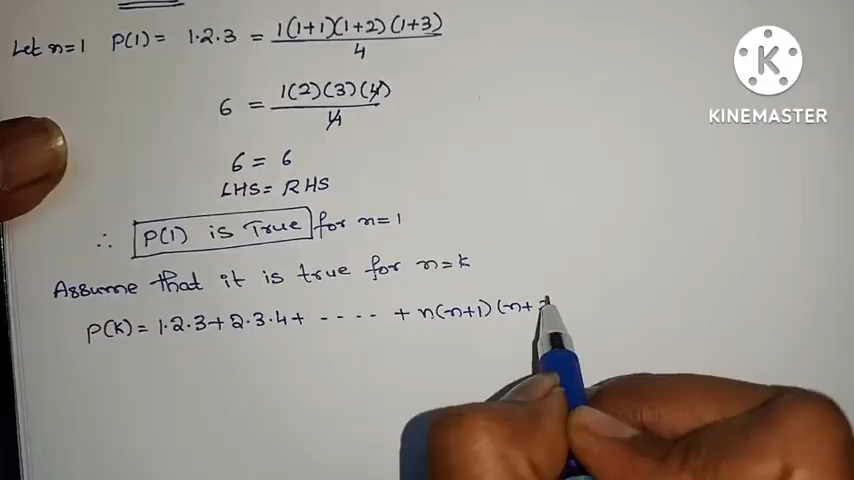 Let n=1 P(1) = 1·2·3 = 1(1+1)(1+2)(1+3)/4
6 = 1(2)(3)(4)/4
6 = 6
LHS = RHS
∴ P(1) is True for n=1
Assume that it is true for n=k
P(k) = 1·2·3+2·3·4+ ---- + n(n+1)(n+
K
KINEMASTER